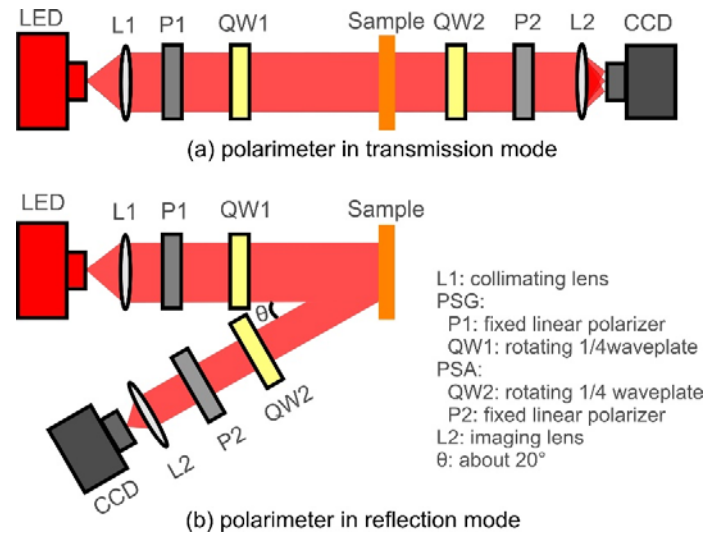 LED L1 P1 QW1 Sample QW2 P2 L2 CCD
(a) polarimeter in transmission mode
LED L1 P1 QW1 Sample
θ
CCD L2 P2 QW2
L1: collimating lens
PSG:
P1: fixed linear polarizer
QW1: rotating 1/4waveplate
PSA:
QW2: rotating 1/4 waveplate
P2: fixed linear polarizer
L2: imaging lens
θ: about 20°
(b) polarimeter in reflection mode